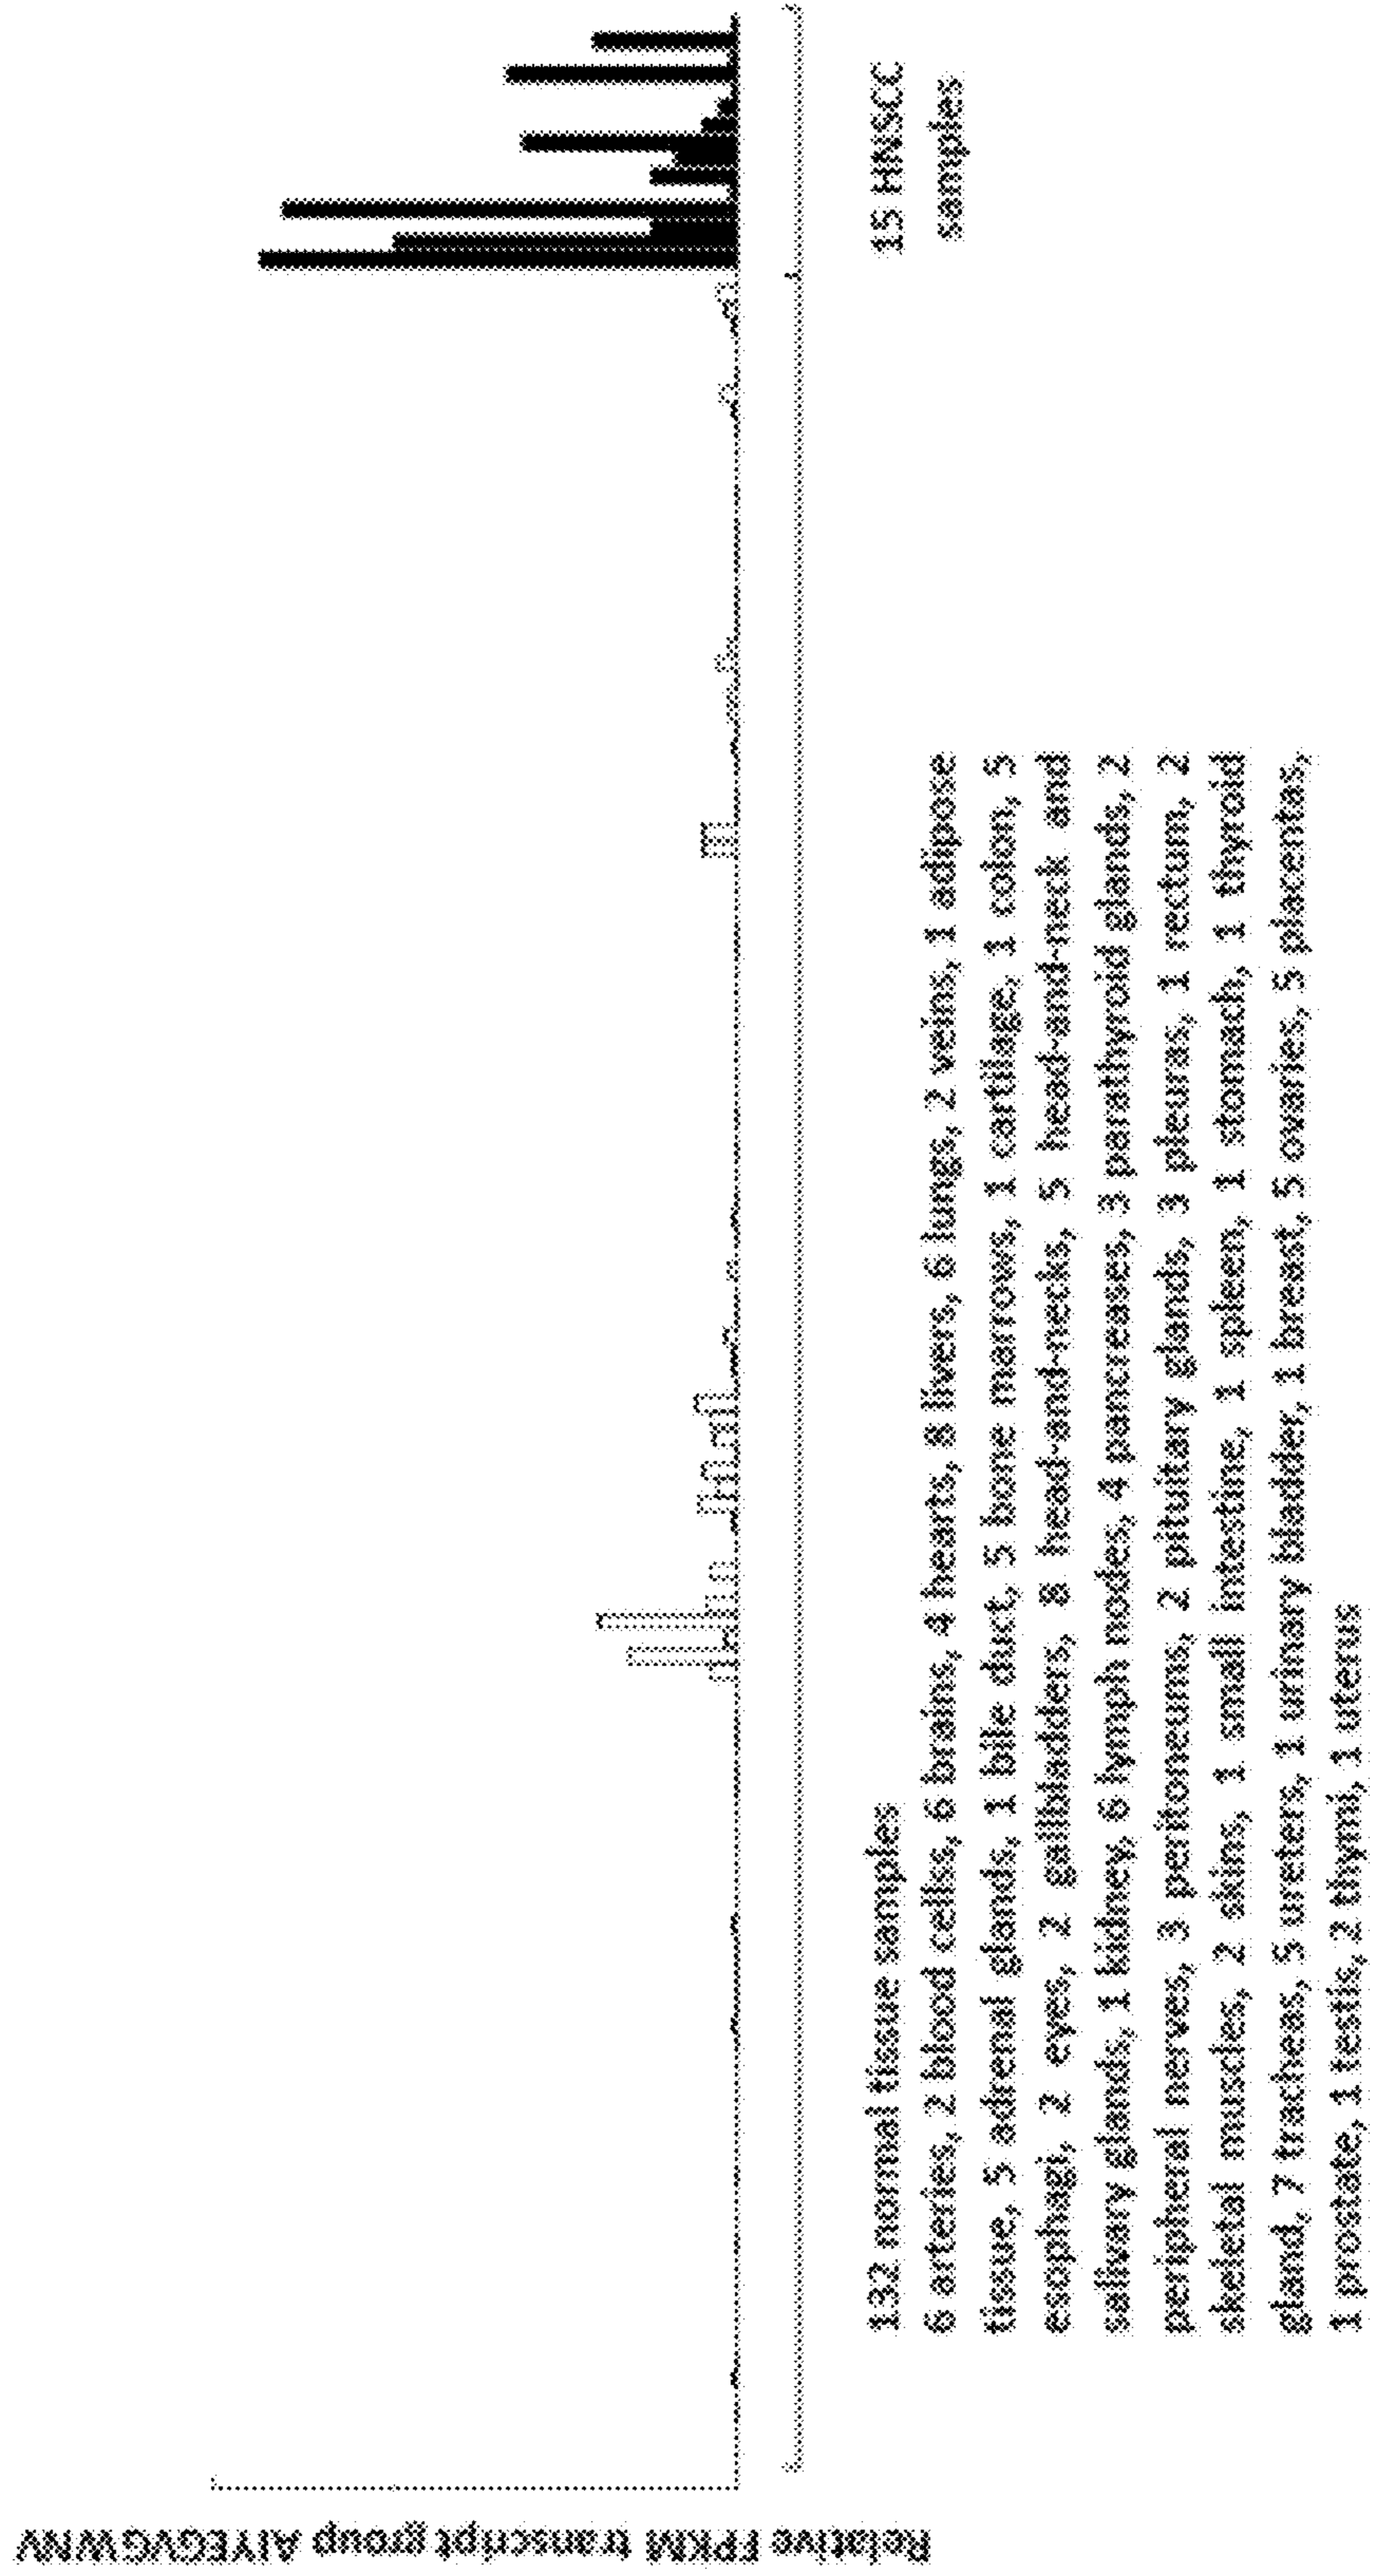 Relative FPKM transcript group AIYEGVGWNV
132 normal tissue samples
6 arteries, 2 blood cellss, 6 brains, 4 hearts, 8 livers, 6 lungs, 2 veins, 1 adipose
tissue, 5 adrenal glands, 1 bile duct, 5 bone marrows, 1 cartilage, 1 colon, 5
esophagi, 2 eyes, 2 gallbladders, 8 head-and-necks, 5 head-and-neck and
salivary glands, 1 kidney, 6 lymph nodes, 4 pancreases, 3 parathyroid glands, 2
peripheral nerves, 3 peritoneums, 2 pituitary glands, 3 pleuras, 1 rectum, 2
skeletal muscles, 2 skins, 1 small intestine, 1 spleen, 1 stomach, 1 thyroid
gland, 7 tracheas, 5 ureters, 1 urinary bladder, 1 breast, 5 ovaries, 5 placentas,
1 prostate, 1 testis, 2 thymi, 1 uterus
15 HNSCC
samples